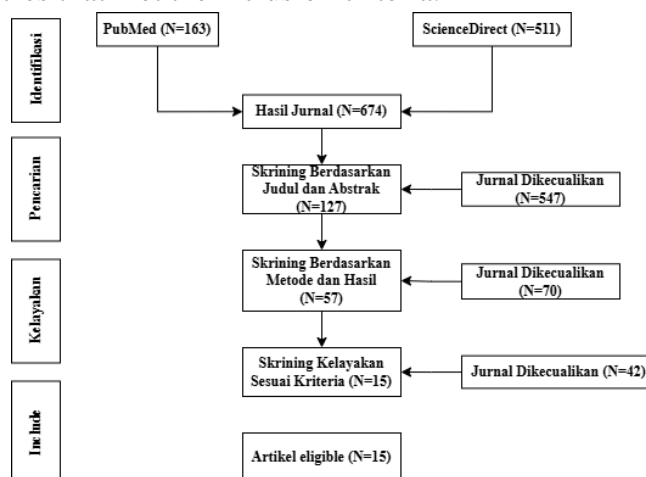 PubMed (N=163)
ScienceDirect (N=511)
Identifikasi
Hasil Jurnal (N=674)
Pencarian
Skrining Berdasarkan
Judul dan Abstrak
(N=127)
Jurnal Dikecualikan
(N=547)
Kelayakan
Skrining Berdasarkan
Metode dan Hasil
(N=57)
Jurnal Dikecualikan
(N=70)
Skrining Kelayakan
Sesuai Kriteria (N=15)
Jurnal Dikecualikan (N=42)
Include
Artikel eligible (N=15)